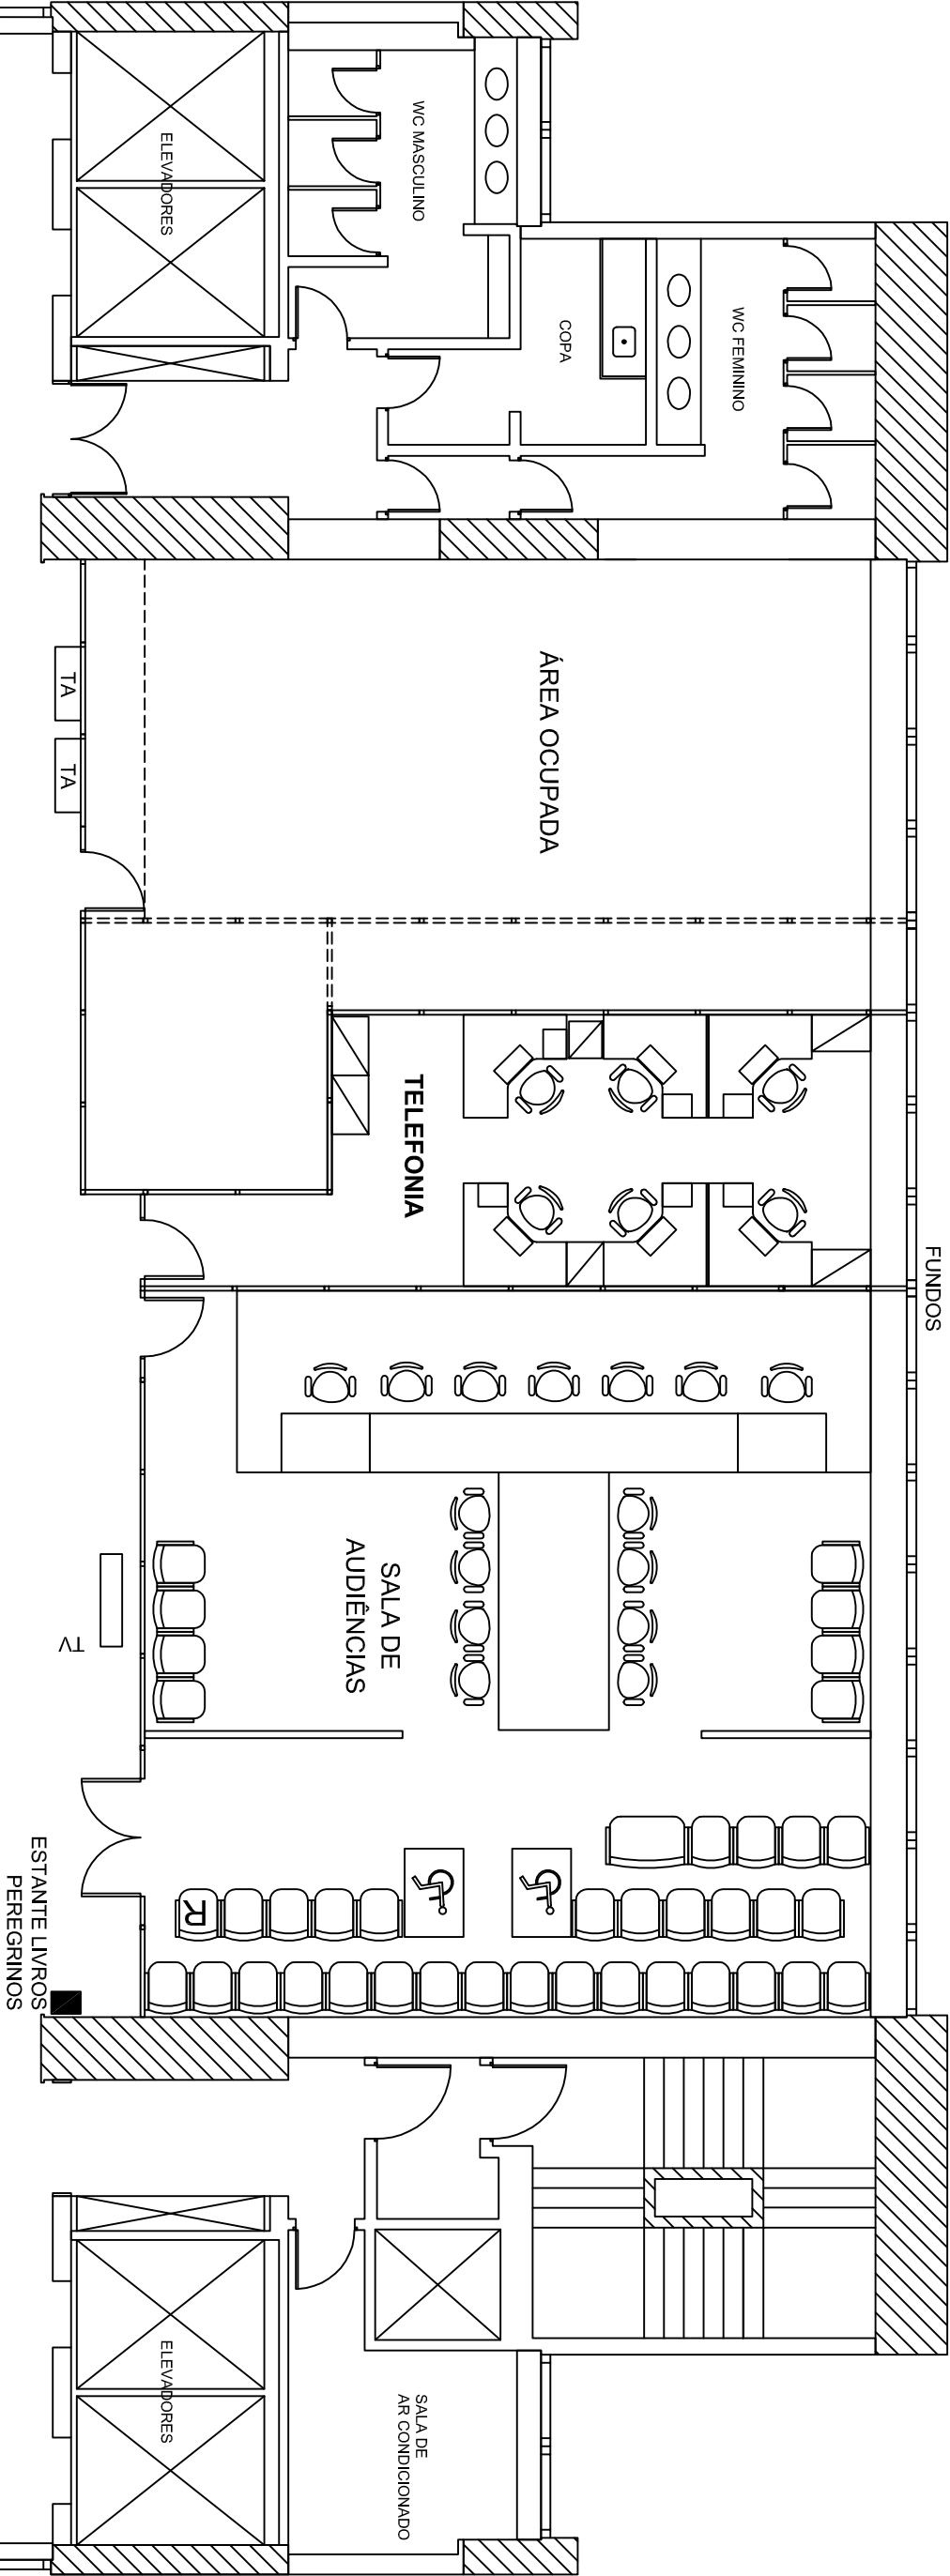 ELEVADORES
WC MASCULINO
COPA
WC FEMININO
TA
TA
ÁREA OCUPADA
TELEFONIA
FUNDOS
SALA DE
AUDIÊNCIAS
TV
R
ESTANTE LIVROS
PEREGRINOS
ELEVADORES
SALA DE
AR CONDICIONADO